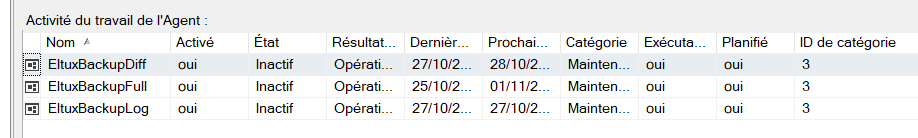 Activité du travail de l'Agent :
Nom Activé État Résultat... Dernièr... Prochai... Catégorie Exécuta... Planifié ID de catégorie
EltuxBackupDiff oui Inactif Opérati... 27/10/2... 28/10/2... Mainten... oui oui 3
EltuxBackupFull oui Inactif Opérati... 25/10/2... 01/11/2... Mainten... oui oui 3
EltuxBackupLog oui Inactif Opérati... 27/10/2... 27/10/2... Mainten... oui oui 3